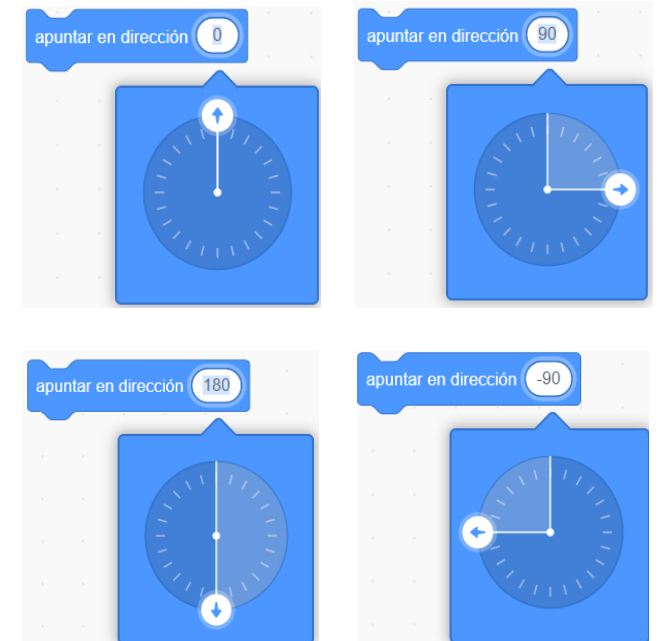 apuntar en dirección 0
apuntar en dirección 90
apuntar en dirección 180
apuntar en dirección -90